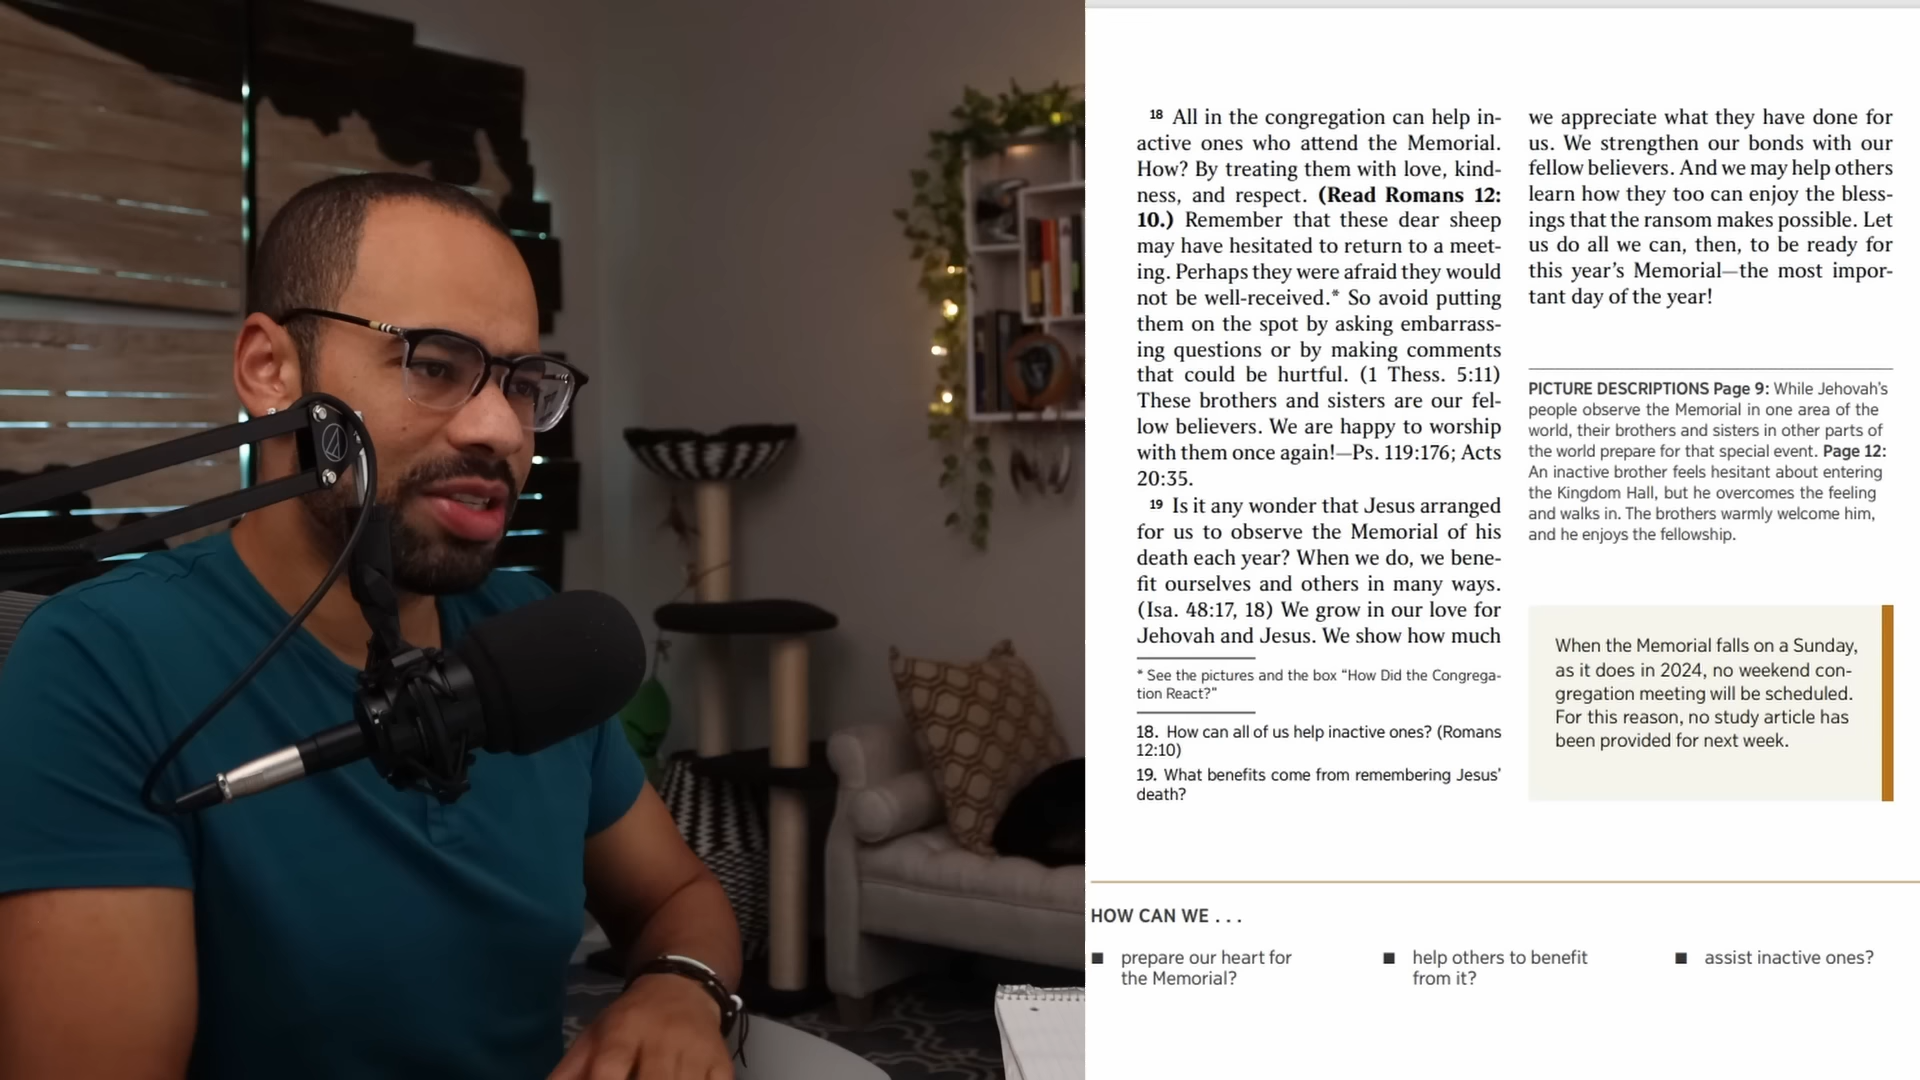 18 All in the congregation can help in-
active ones who attend the Memorial.
How? By treating them with love, kind-
ness, and respect. (Read Romans 12:
10.) Remember that these dear sheep
may have hesitated to return to a meet-
ing. Perhaps they were afraid they would
not be well-received.* So avoid putting
them on the spot by asking embarrass-
ing questions or by making comments
that could be hurtful. (1 Thess. 5:11)
These brothers and sisters are our fel-
low believers. We are happy to worship
with them once again!—Ps. 119:176; Acts
20:35.
19 Is it any wonder that Jesus arranged
for us to observe the Memorial of his
death each year? When we do, we bene-
fit ourselves and others in many ways.
(Isa. 48:17, 18) We grow in our love for
Jehovah and Jesus. We show how much
* See the pictures and the box “How Did the Congrega-
tion React?”
18. How can all of us help inactive ones? (Romans
12:10)
19. What benefits come from remembering Jesus’
death?
we appreciate what they have done for
us. We strengthen our bonds with our
fellow believers. And we may help others
learn how they too can enjoy the bless-
ings that the ransom makes possible. Let
us do all we can, then, to be ready for
this year’s Memorial—the most impor-
tant day of the year!
PICTURE DESCRIPTIONS Page 9: While Jehovah’s
people observe the Memorial in one area of the
world, their brothers and sisters in other parts of
the world prepare for that special event. Page 12:
An inactive brother feels hesitant about entering
the Kingdom Hall, but he overcomes the feeling
and walks in. The brothers warmly welcome him,
and he enjoys the fellowship.
When the Memorial falls on a Sunday,
as it does in 2024, no weekend con-
gregation meeting will be scheduled.
For this reason, no study article has
been provided for next week.
HOW CAN WE . . .
■ prepare our heart for
the Memorial?
■ help others to benefit
from it?
■ assist inactive ones?